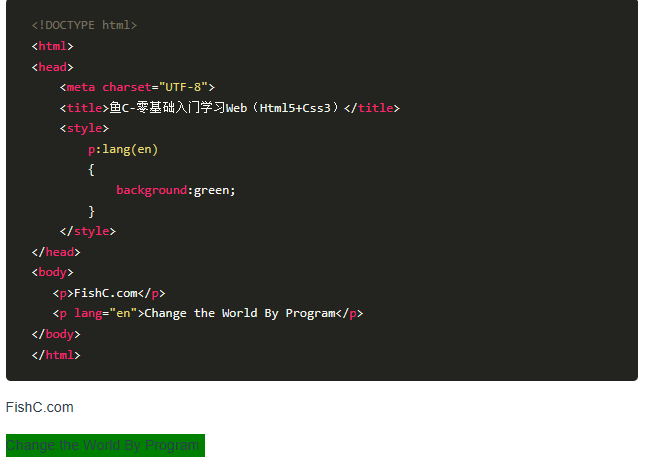 <!DOCTYPE html>
<html>
<head>
    <meta charset="UTF-8">
    <title>鱼C-零基础入门学习Web（Html5+Css3）</title>
    <style>
        p:lang(en)
        {
            background:green;
        }
    </style>
</head>
<body>
   <p>FishC.com</p>
   <p lang="en">Change the World By Program</p>
</body>
</html>
FishC.com
Change the World By Program